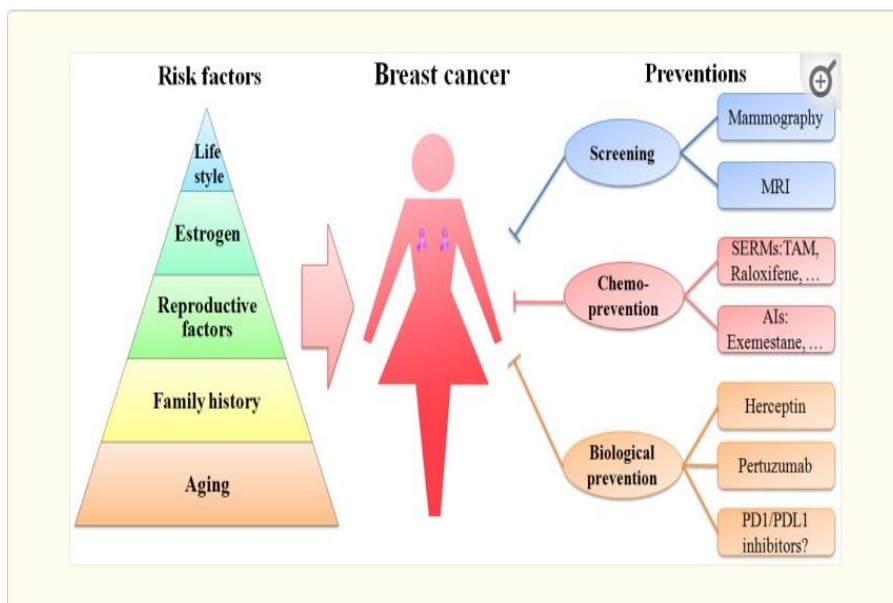 Risk factors
Breast cancer
Preventions
Life
style
Estrogen
Reproductive
factors
Family history
Aging
Screening
Mammography
MRI
Chemo-
prevention
SERMs:TAM,
Raloxifene, ...
AIs:
Exemestane, ...
Biological
prevention
Herceptin
Pertuzumab
PD1/PDL1
inhibitors?